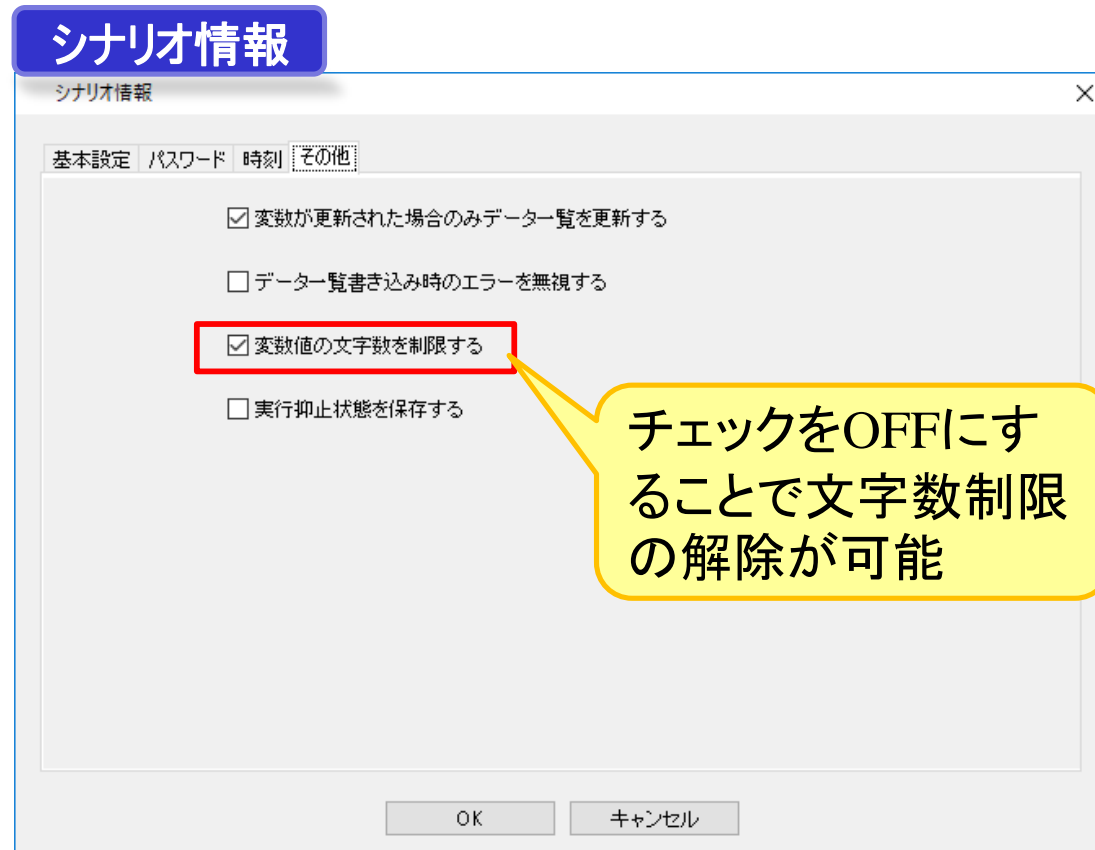 シナリオ情報
シナリオ情報
基本設定 パスワード 時刻 その他
変数が更新された場合のみデータ一覧を更新する
データ一覧書き込み時のエラーを無視する
変数値の文字数を制限する
実行抑止状態を保存する
チェックをOFFにす
ることで文字数制限
の解除が可能
OK キャンセル